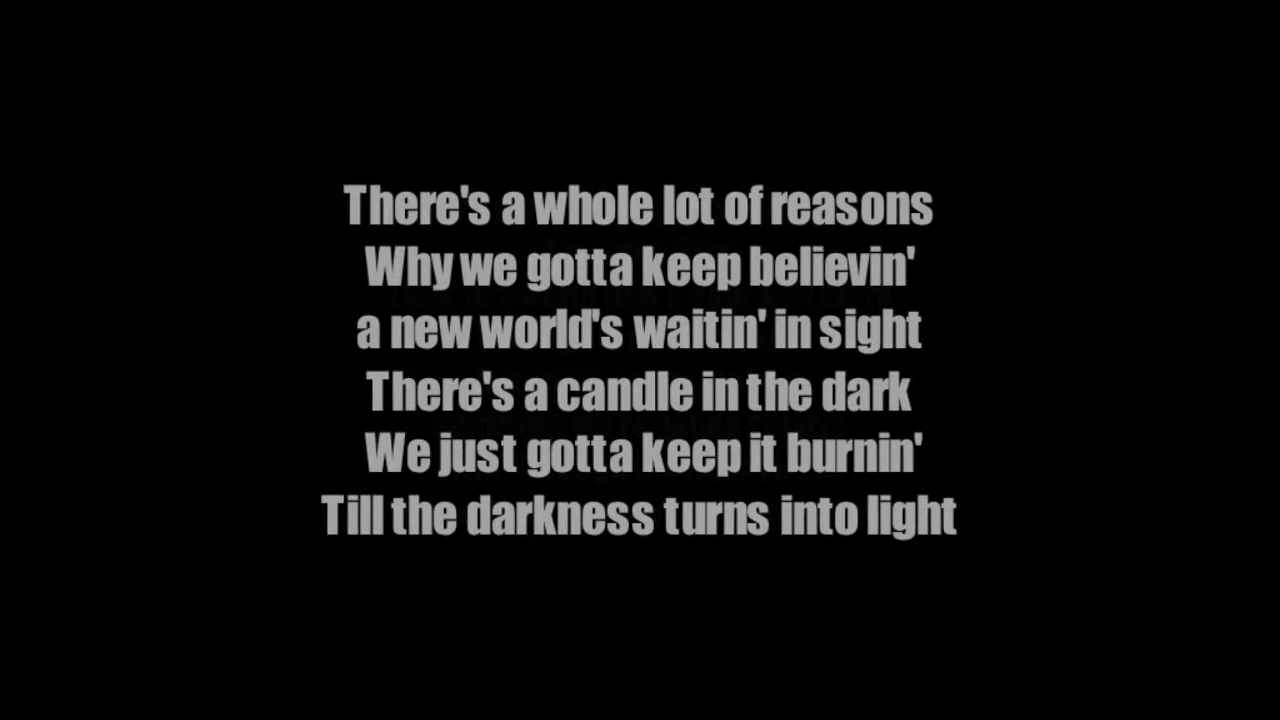 There's a whole lot of reasons
Why we gotta keep believin'
a new world's waitin' in sight
There's a candle in the dark
We just gotta keep it burnin'
Till the darkness turns into light